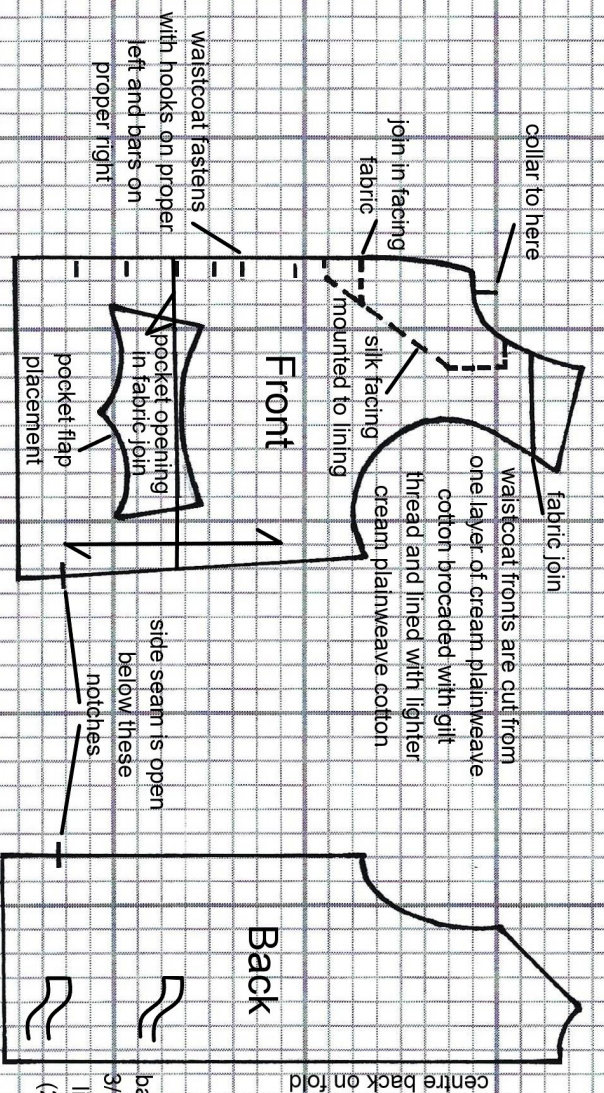 collar to here
join in facing
fabric
waistcoat fastens
with hooks on proper
left and bars on
proper right
silk facing
mounted to lining
Front
pocket opening
in fabric join
pocket flap
placement
fabric join
waistcoat fronts are cut from
one layer of cream plainweave
cotton brocaded with gilt
thread and lined with lighter
cream plainweave cotton
side seam is open
below these
notches
Back
centre back on fold
ba
3/
li
(